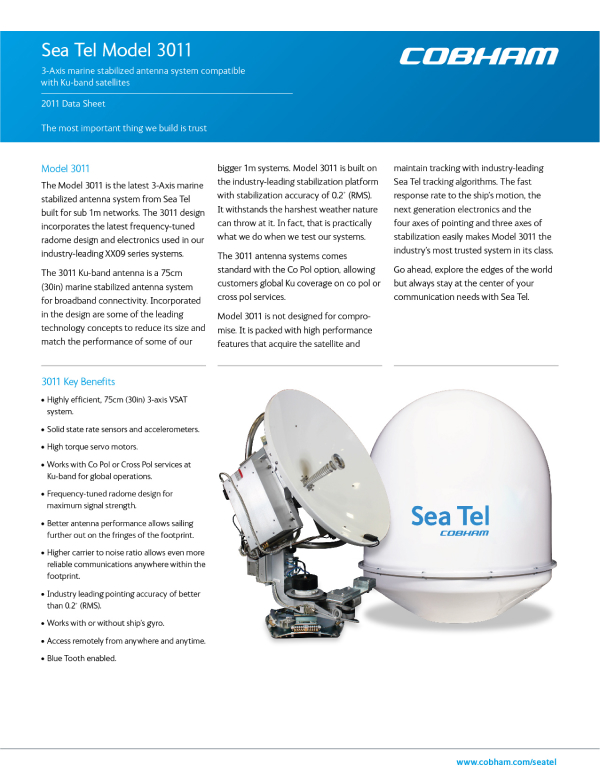 Sea Tel Model 3011
COBHAM
3-Axis marine stabilized antenna system compatible
with Ku-band satellites
2011 Data Sheet
The most important thing we build is trust
Model 3011
The Model 3011 is the latest 3-Axis marine
stabilized antenna system from Sea Tel
built for sub 1m networks. The 3011 design
incorporates the latest frequency-tuned
radome design and electronics used in our
industry-leading XX09 series systems.
The 3011 Ku-band antenna is a 75cm
(30in) marine stabilized antenna system
for broadband connectivity. Incorporated
in the design are some of the leading
technology concepts to reduce its size and
match the performance of some of our
bigger 1m systems. Model 3011 is built on
the industry-leading stabilization platform
with stabilization accuracy of 0.2˚ (RMS).
It withstands the harshest weather nature
can throw at it. In fact, that is practically
what we do when we test our systems.
The 3011 antenna systems comes
standard with the Co Pol option, allowing
customers global Ku coverage on co pol or
cross pol services.
Model 3011 is not designed for compro-
mise. It is packed with high performance
features that acquire the satellite and
maintain tracking with industry-leading
Sea Tel tracking algorithms. The fast
response rate to the ship's motion, the
next generation electronics and the
four axes of pointing and three axes of
stabilization easily makes Model 3011 the
industry's most trusted system in its class.
Go ahead, explore the edges of the world
but always stay at the center of your
communication needs with Sea Tel.
3011 Key Benefits
• Highly efficient, 75cm (30in) 3-axis VSAT
system.
• Solid state rate sensors and accelerometers.
• High torque servo motors.
• Works with Co Pol or Cross Pol services at
Ku-band for global operations.
• Frequency-tuned radome design for
maximum signal strength.
• Better antenna performance allows sailing
further out on the fringes of the footprint.
• Higher carrier to noise ratio allows even more
reliable communications anywhere within the
footprint.
• Industry leading pointing accuracy of better
than 0.2˚ (RMS).
• Works with or without ship's gyro.
• Access remotely from anywhere and anytime.
• Blue Tooth enabled.
Sea Tel
COBHAM
www.cobham.com/seatel